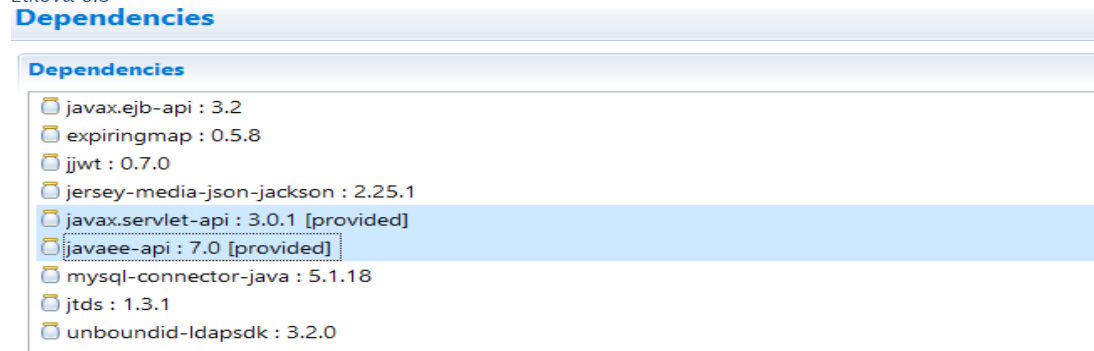 Dependencies
Dependencies
javax.ejb-api : 3.2
expiringmap : 0.5.8
jjwt : 0.7.0
jersey-media-json-jackson : 2.25.1
javax.servlet-api : 3.0.1 [provided]
javaee-api : 7.0 [provided]
mysql-connector-java : 5.1.18
jtds : 1.3.1
unboundid-ldapsdk : 3.2.0